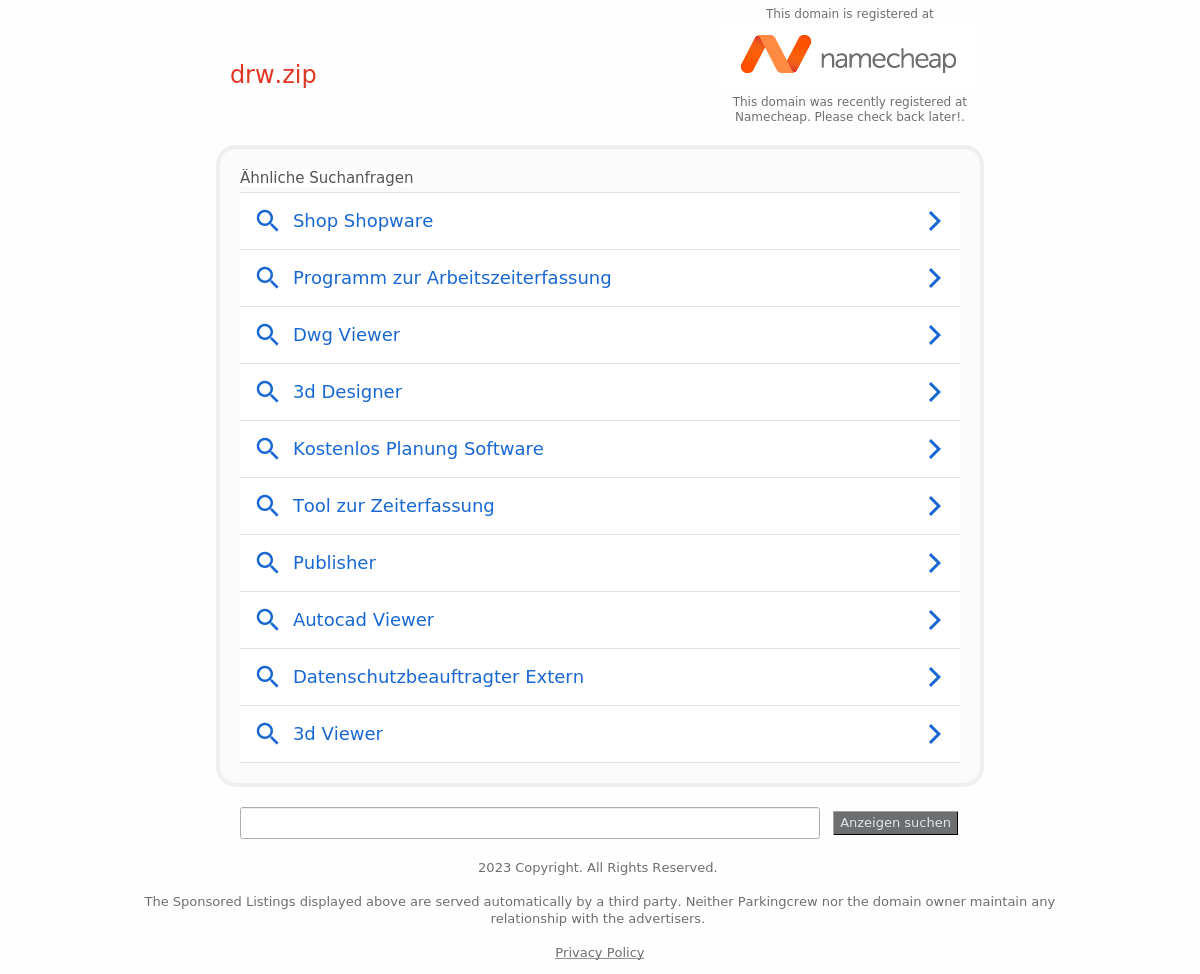 This domain is registered at
namecheap
drw.zip
This domain was recently registered at
Namecheap. Please check back later!.
Ähnliche Suchanfragen
Shop Shopware
Programm zur Arbeitszeiterfassung
Dwg Viewer
3d Designer
Kostenlos Planung Software
Tool zur Zeiterfassung
Publisher
Autocad Viewer
Datenschutzbeauftragter Extern
3d Viewer
Anzeigen suchen
2023 Copyright. All Rights Reserved.
The Sponsored Listings displayed above are served automatically by a third party. Neither Parkingcrew nor the domain owner maintain any
relationship with the advertisers.
Privacy Policy